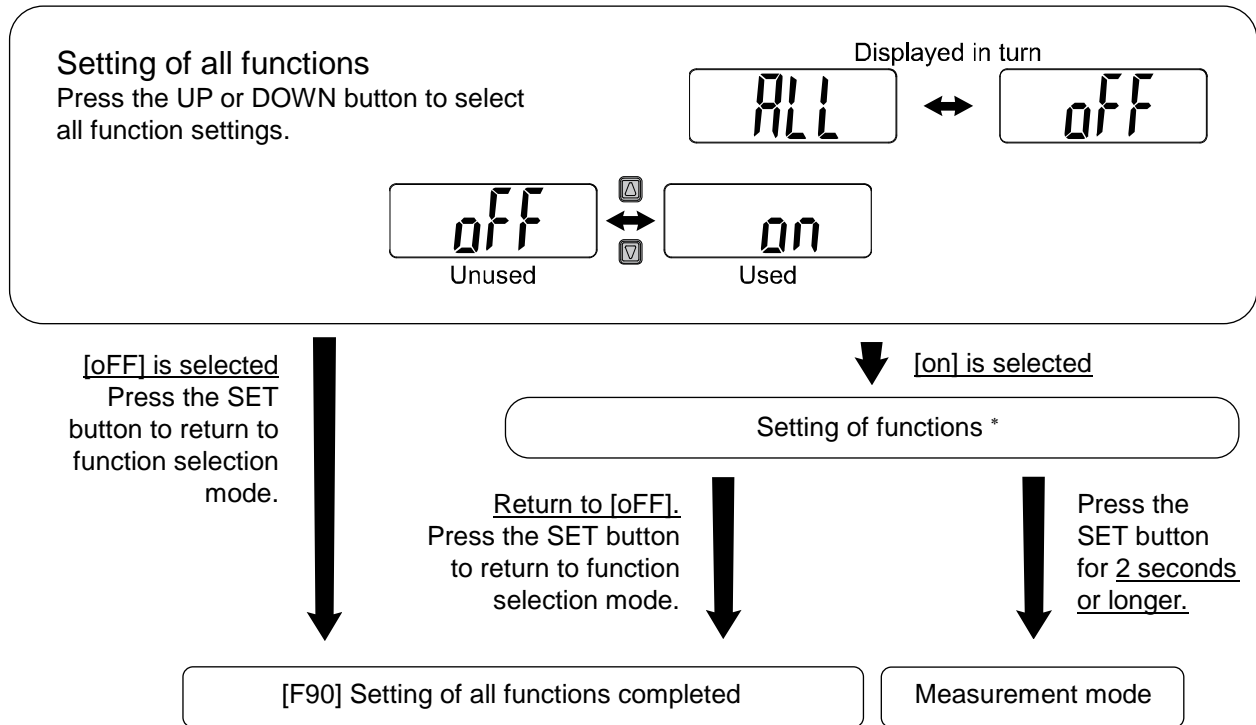 Setting of all functions
Press the UP or DOWN button to select
all function settings.
Displayed in turn
ALL
oFF
oFF
on
Unused
Used
[oFF] is selected
Press the SET
button to return to
function selection
mode.
[on] is selected
Setting of functions *
Return to [oFF].
Press the SET button
to return to function
selection mode.
Press the
SET button
for 2 seconds
or longer.
[F90] Setting of all functions completed
Measurement mode